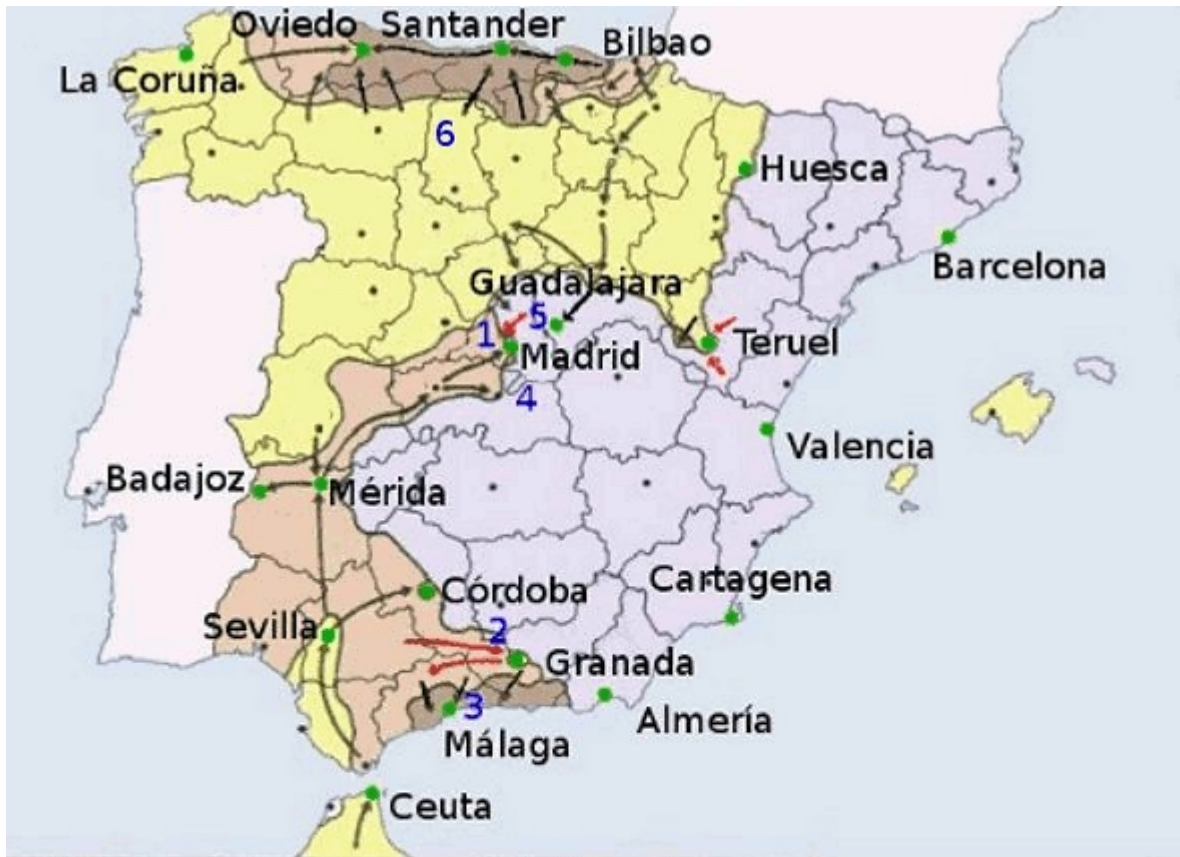 Oviedo Santander
Bilbao
La Coruña
6
Huesca
Barcelona
Guadalajara
5
1
Madrid
Teruel
4
Valencia
Badajoz
Mérida
Córdoba
Cartagena
Sevilla
2
Granada
3
Málaga
Almería
Ceuta